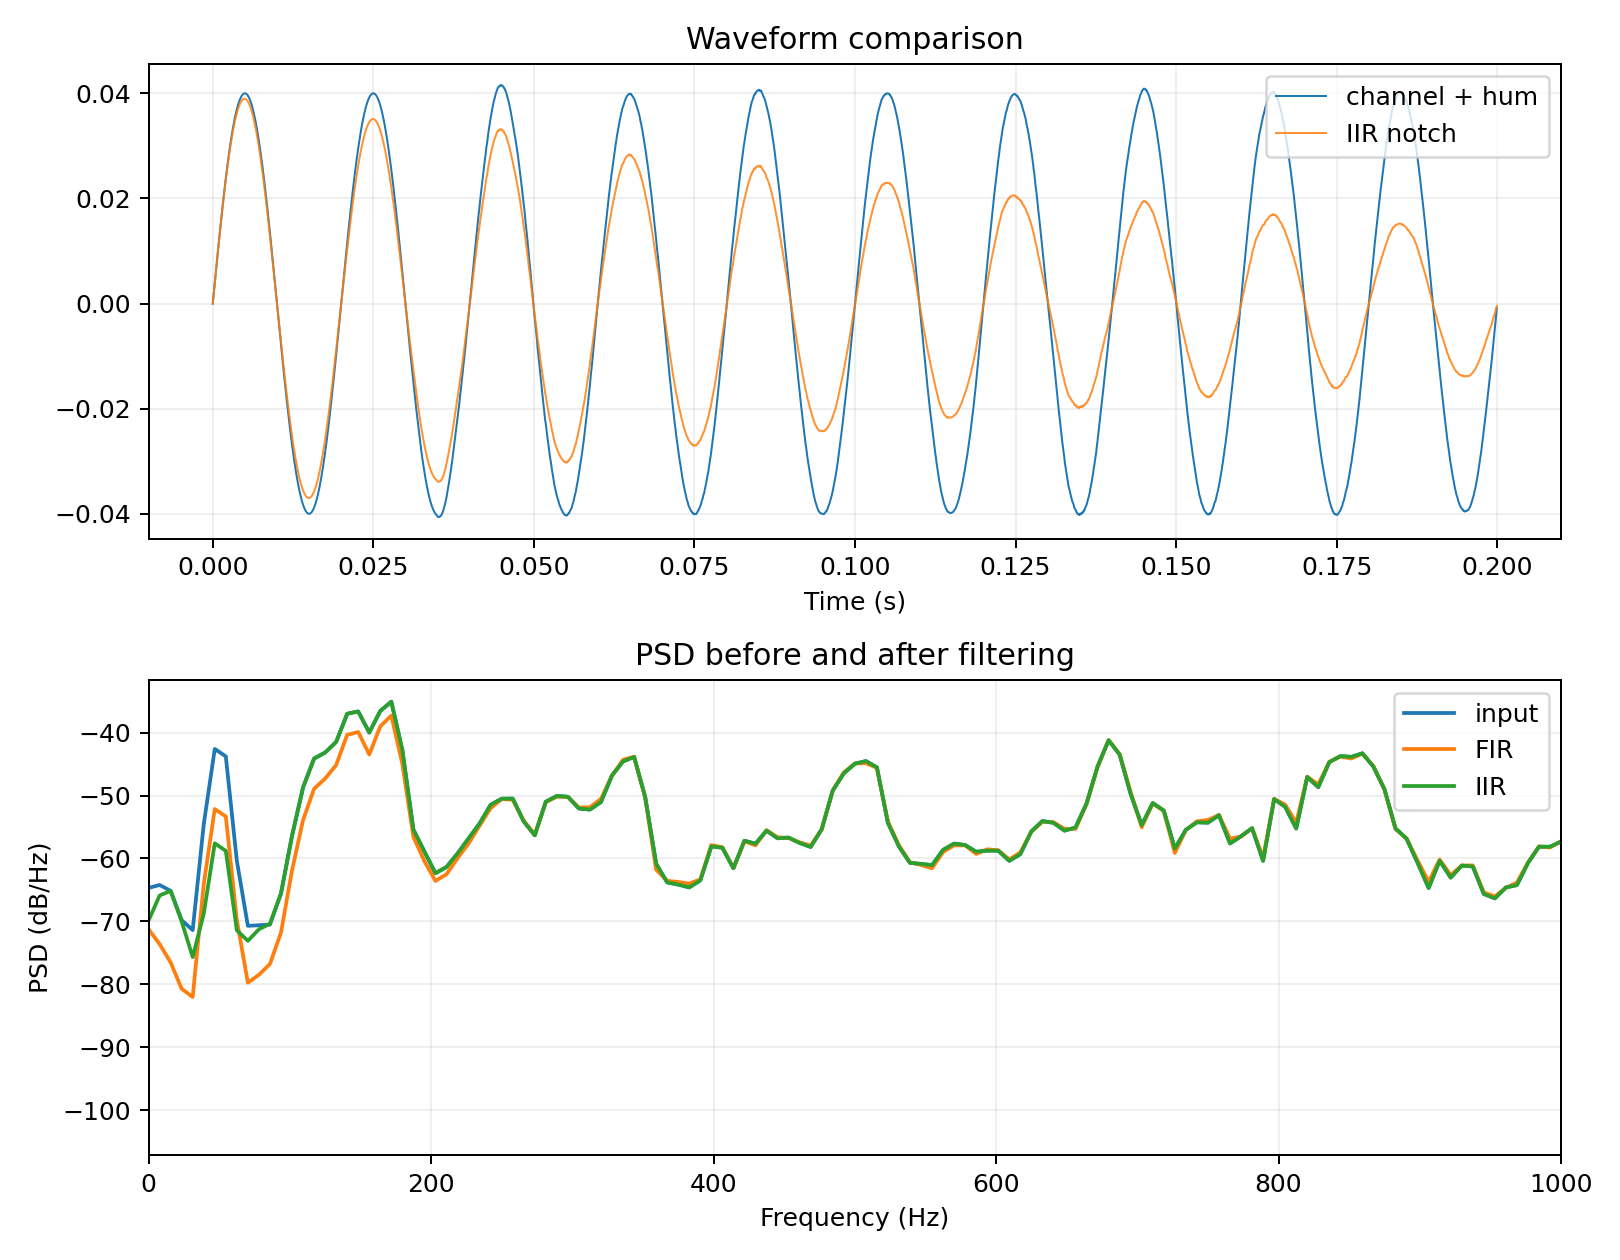 Waveform comparison
0.04
0.02
0.00
−0.02
−0.04
channel + hum
IIR notch
0.000 0.025 0.050 0.075 0.100 0.125 0.150 0.175 0.200
Time (s)
PSD before and after filtering
PSD (dB/Hz)
−40
−50
−60
−70
−80
−90
−100
input
FIR
IIR
0 200 400 600 800 1000
Frequency (Hz)